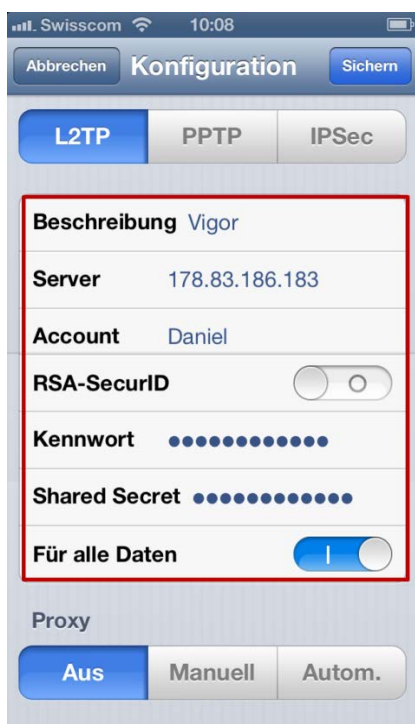 Swisscom 10:08
Abbrechen Konfiguration Sichern
L2TP PPTP IPSec
Beschreibung Vigor
Server 178.83.186.183
Account Daniel
RSA-SecurID
Kennwort ●●●●●●●●●●●●
Shared Secret ●●●●●●●●●●●●
Für alle Daten
Proxy
Aus Manuell Autom.